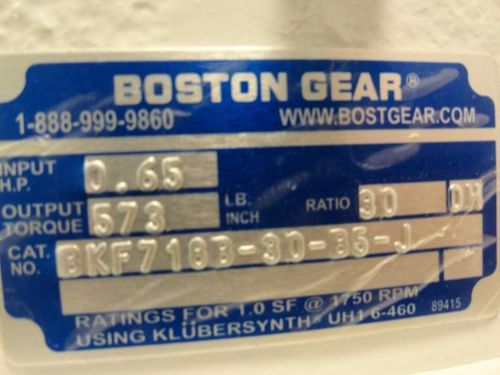 BOSTON GEAR®
1-888-999-9860 WWW.BOSTGEAR.COM
INPUT H.P. 0.65
OUTPUT TORQUE 573 LB. INCH RATIO 30 OH
CAT. NO. BKF718B-30-B5-J
RATINGS FOR 1.0 SF @ 1750 RPM 89415
USING KLÜBERSYNTH® UH1 6-460